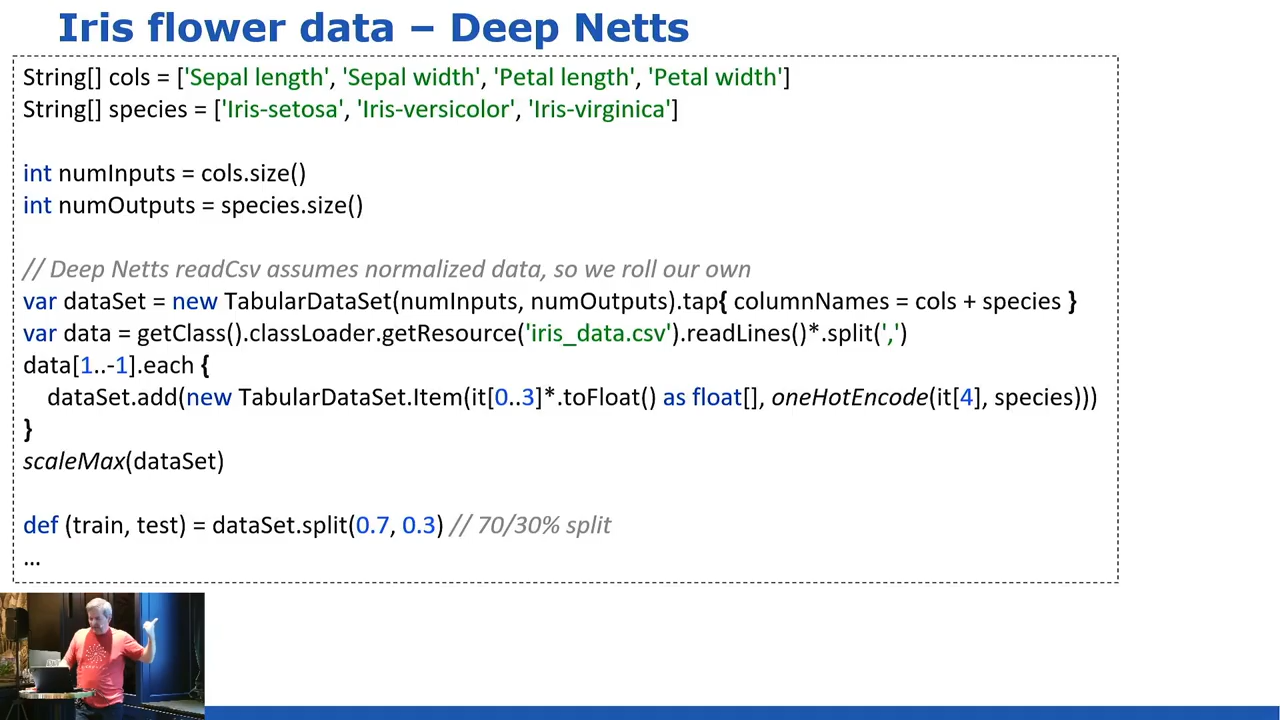 Iris flower data – Deep Netts
String[] cols = ['Sepal length', 'Sepal width', 'Petal length', 'Petal width']
String[] species = ['Iris-setosa', 'Iris-versicolor', 'Iris-virginica']
int numInputs = cols.size()
int numOutputs = species.size()
// Deep Netts readCsv assumes normalized data, so we roll our own
var dataSet = new TabularDataSet(numInputs, numOutputs).tap{ columnNames = cols + species }
var data = getClass().classLoader.getResource('iris_data.csv').readLines()*.split(',')
data[1..-1].each {
dataSet.add(new TabularDataSet.Item(it[0..3]*.toFloat() as float[], oneHotEncode(it[4], species)))
}
scaleMax(dataSet)
def (train, test) = dataSet.split(0.7, 0.3) // 70/30% split
…